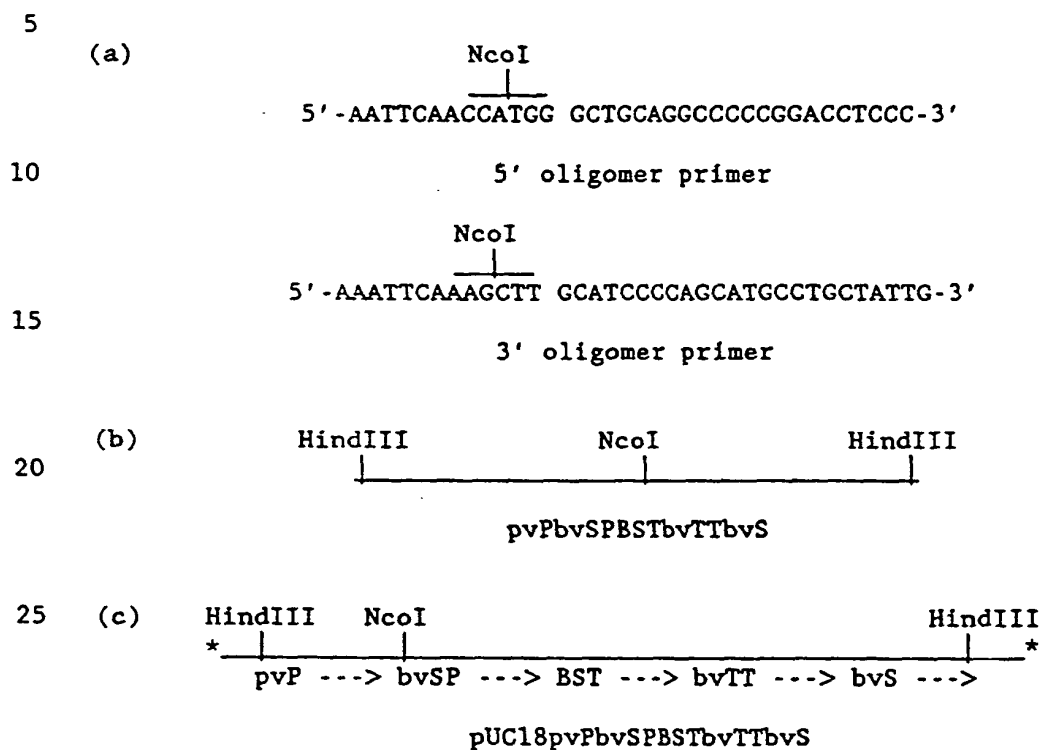 5
(a) NcoI
5'-AATTCAACCATGG GCTGCAGGCCCCCGGACCTCCC-3'
10 5' oligomer primer
NcoI
5'-AAATTCAAAGCTT GCATCCCCAGCATGCCTGCTATTG-3'
15
3' oligomer primer
(b) HindIII NcoI HindIII
20
pvPbvSPBSTbvTTbvS
25 (c) HindIII NcoI HindIII
* *
pvP ---> bvSP ---> BST ---> bvTT ---> bvS --->
pUC18pvPbvSPBSTbvTTbvS